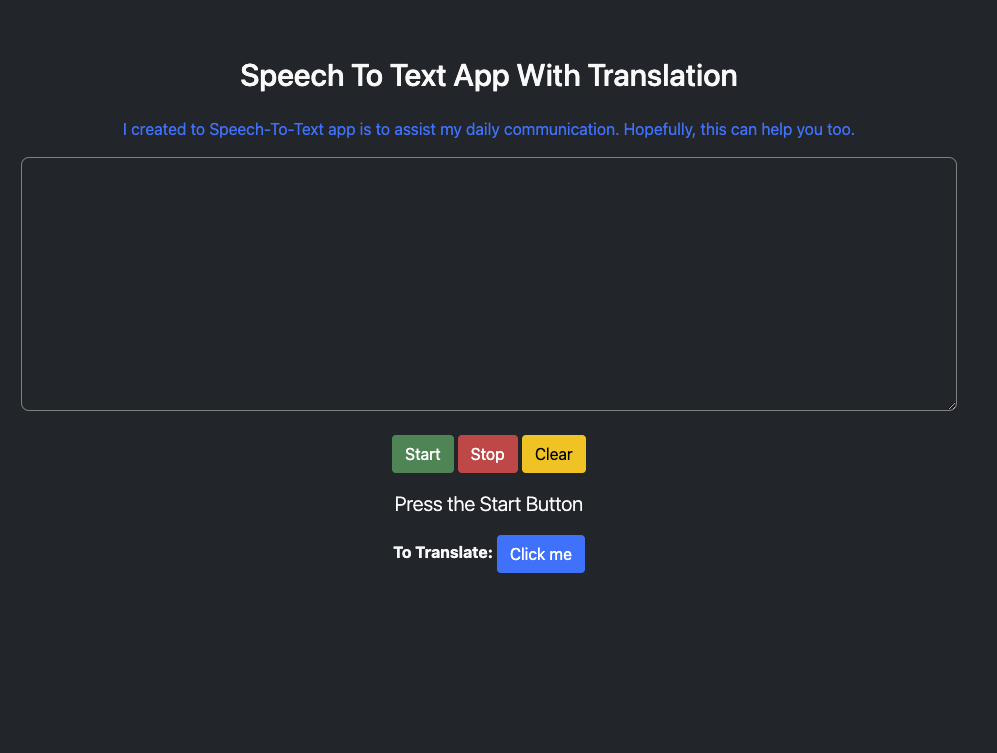 Speech To Text App With Translation
I created to Speech-To-Text app is to assist my daily communication. Hopefully, this can help you too.
Start Stop Clear
Press the Start Button
To Translate: Click me